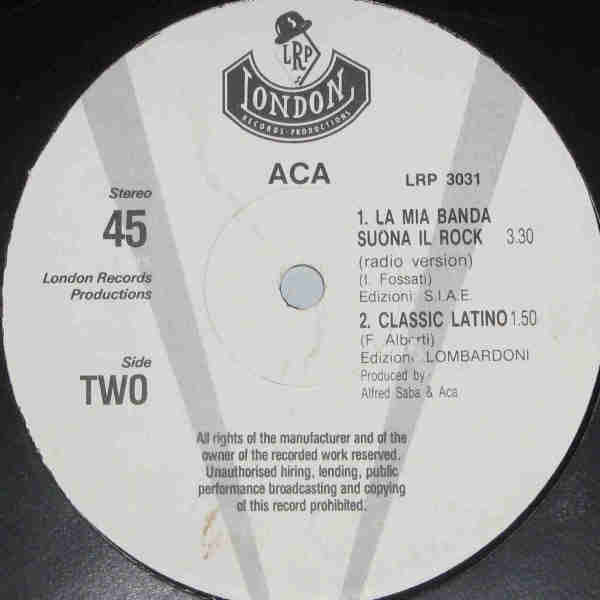 LRP
LONDON
RECORDS · PRODUCTIONS
ACA
LRP 3031
Stereo
45
London Records
Productions
Side
TWO
1. LA MIA BANDA
SUONA IL ROCK 3.30
(radio version)
(I. Fossati)
Edizioni S.I.A.E.
2. CLASSIC LATINO 1.50
(F. Alberti)
Edizioni LOMBARDONI
Produced by
Alfred Saba & Aca
All rights of the manufacturer and of the
owner of the recorded work reserved.
Unauthorised hiring, lending, public
performance broadcasting and copying
of this record prohibited.